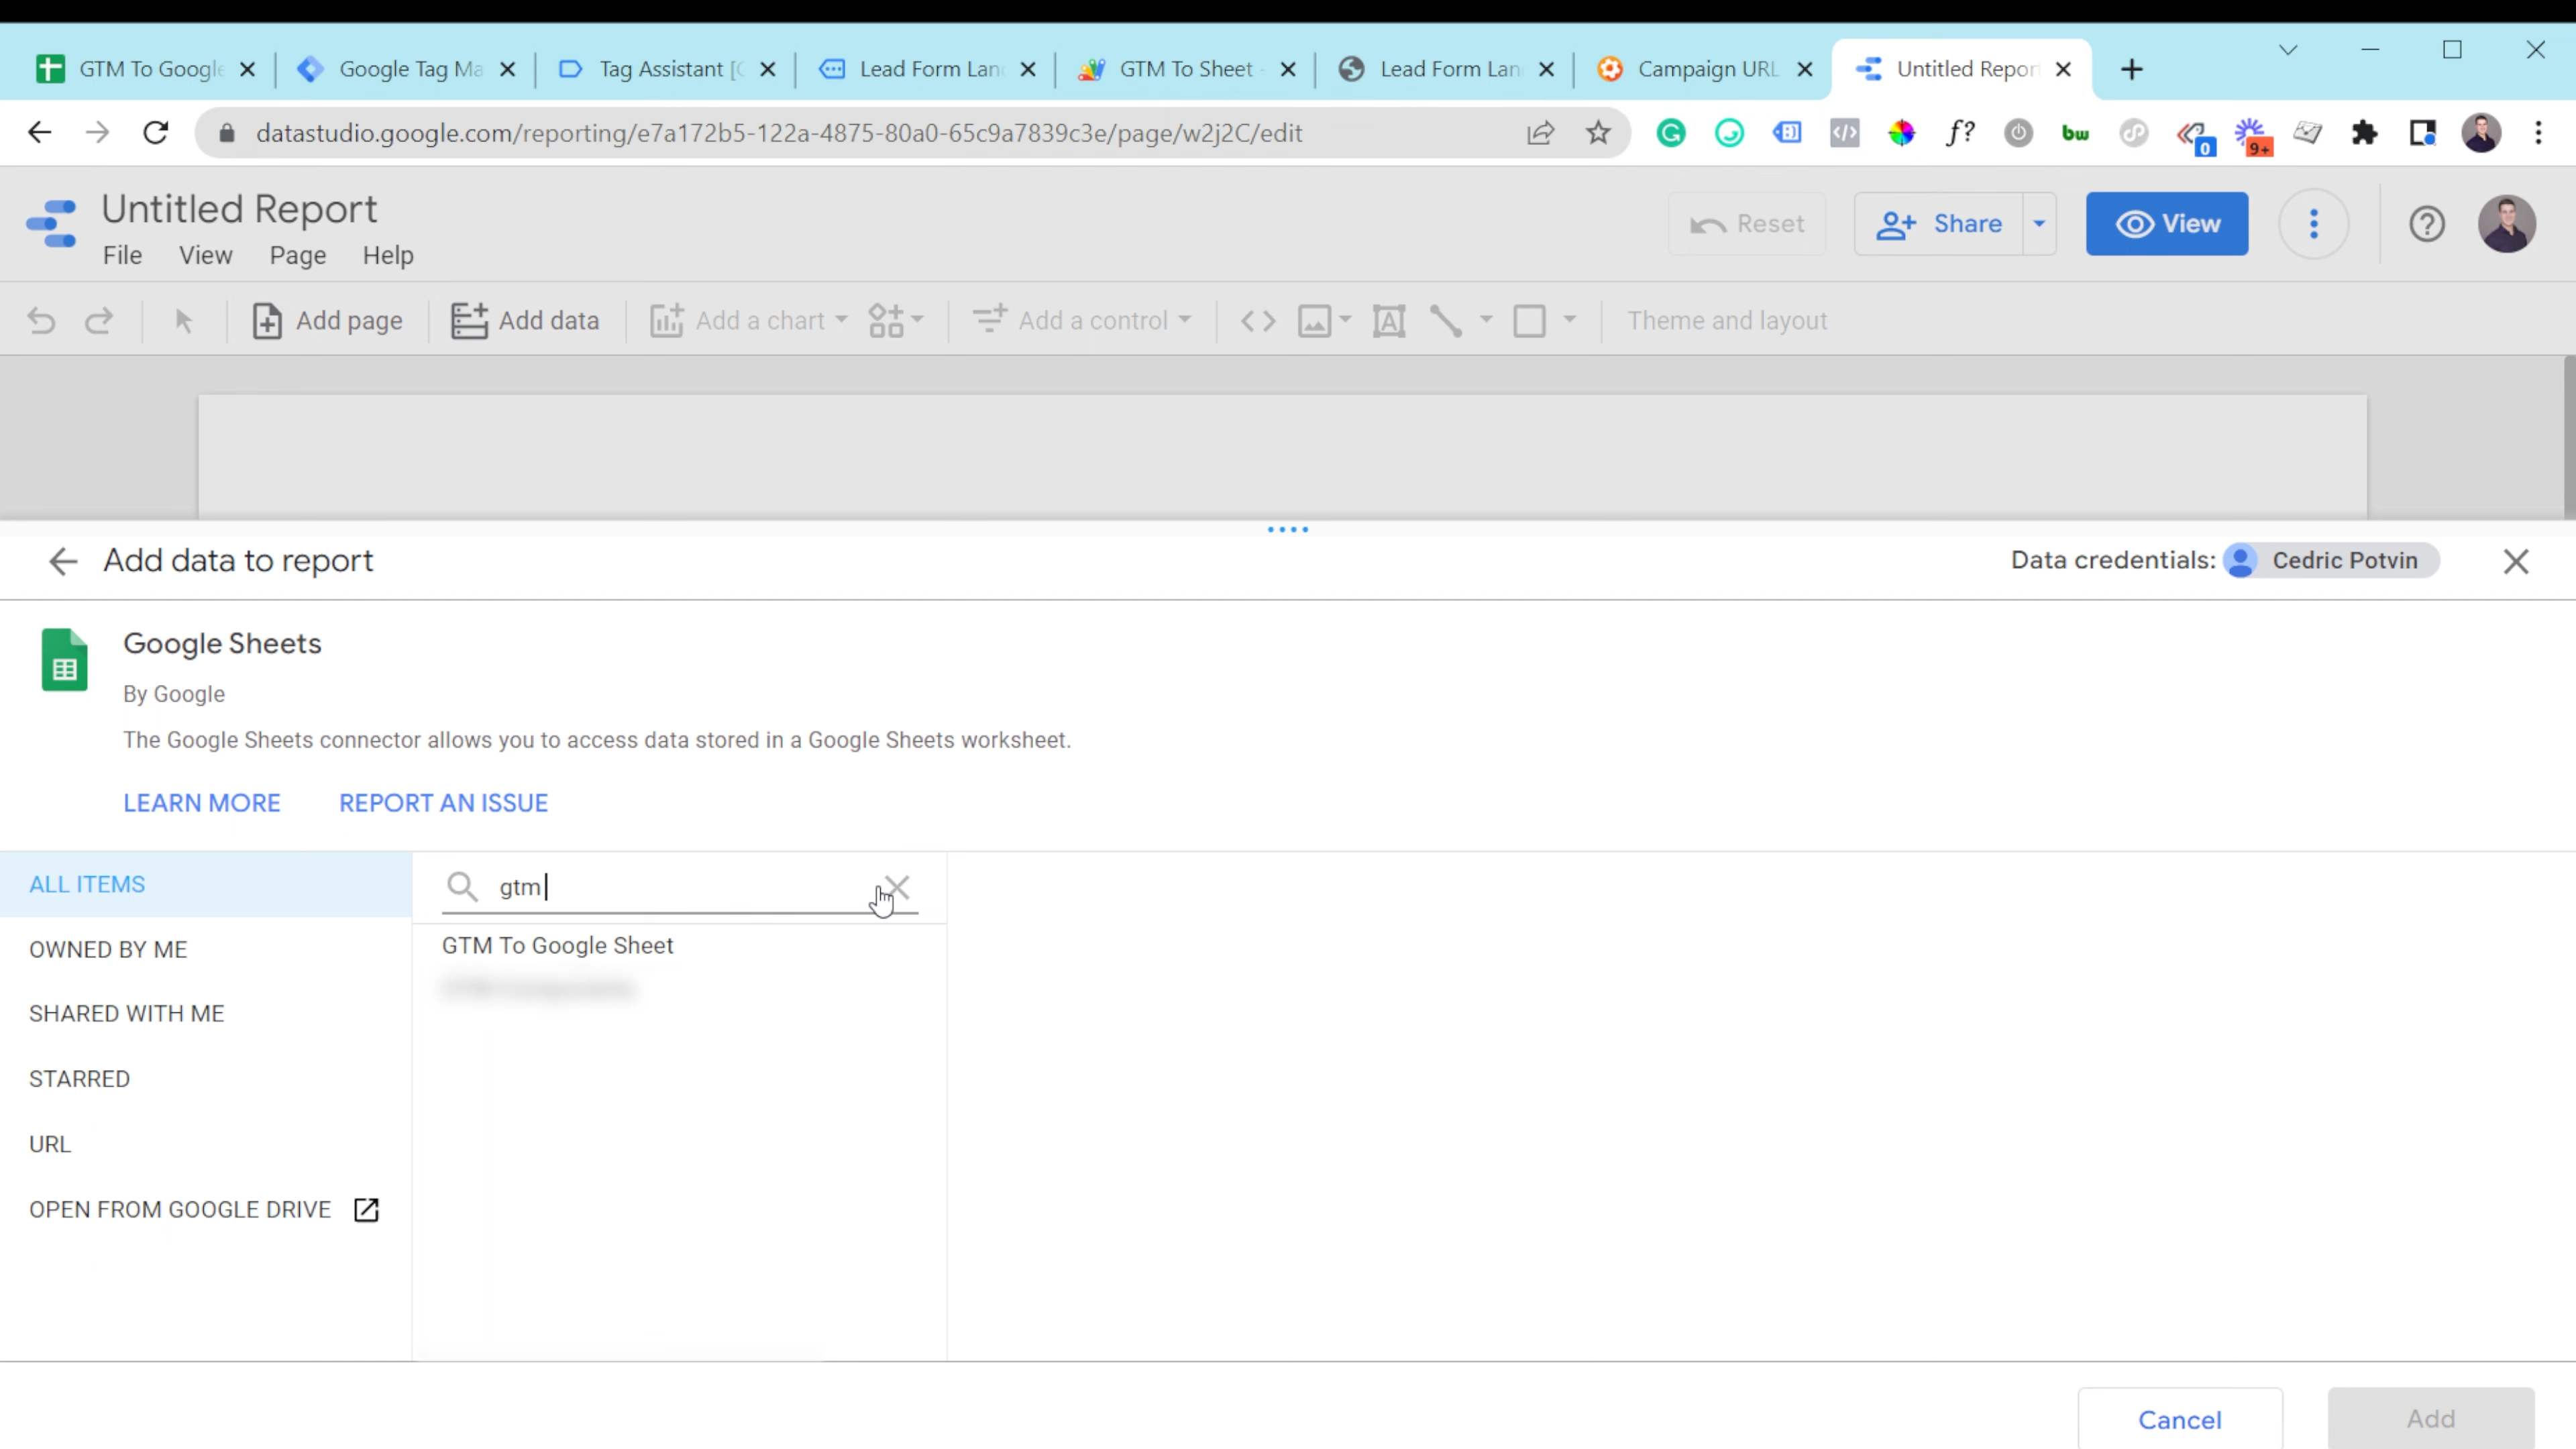 GTM To Google
Google Tag Ma
Tag Assistant [
Lead Form Lan
GTM To Sheet -
Lead Form Lan
Campaign URL
Untitled Repor
datastudio.google.com/reporting/e7a172b5-122a-4875-80a0-65c9a7839c3e/page/w2j2C/edit
f?
bw
0
9+
Untitled Report
File View Page Help
Reset
Share
View
Add page
Add data
Add a chart
Add a control
A
Theme and layout
Add data to report
Data credentials: Cedric Potvin
Google Sheets
By Google
The Google Sheets connector allows you to access data stored in a Google Sheets worksheet.
LEARN MORE REPORT AN ISSUE
ALL ITEMS
OWNED BY ME
SHARED WITH ME
STARRED
URL
OPEN FROM GOOGLE DRIVE
gtm
GTM To Google Sheet
Cancel
Add